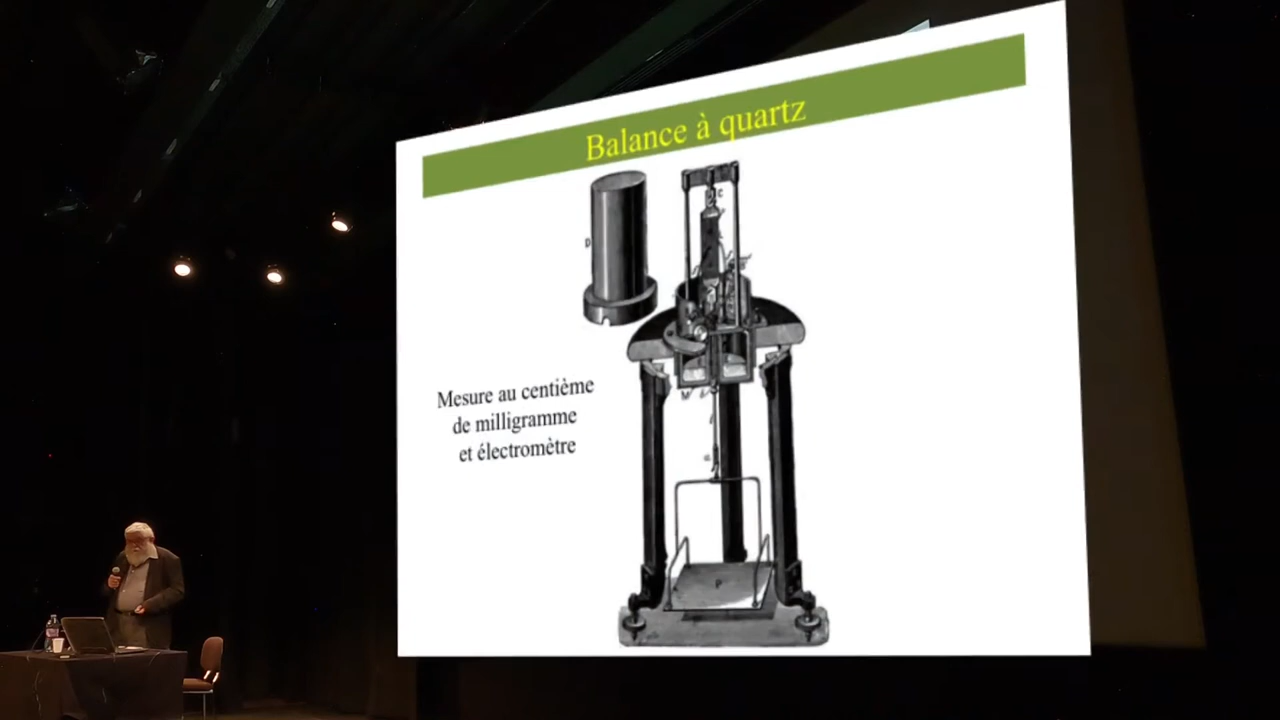 Balance à quartz
D
C
Mesure au centième
de milligramme
et électromètre
M
a
P